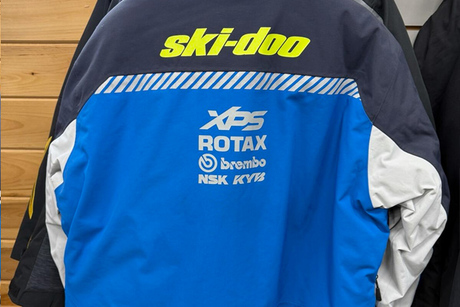 ski-doo
XPS
ROTAX
brembo
NSK KYB